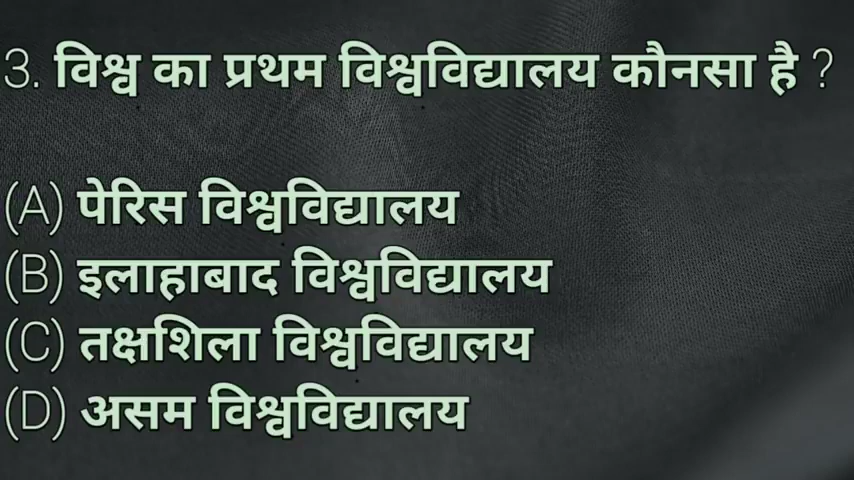 3. विश्व का प्रथम विश्वविद्यालय कौनसा है ?
(A) पेरिस विश्वविद्यालय
(B) इलाहाबाद विश्वविद्यालय
(C) तक्षशिला विश्वविद्यालय
(D) असम विश्वविद्यालय